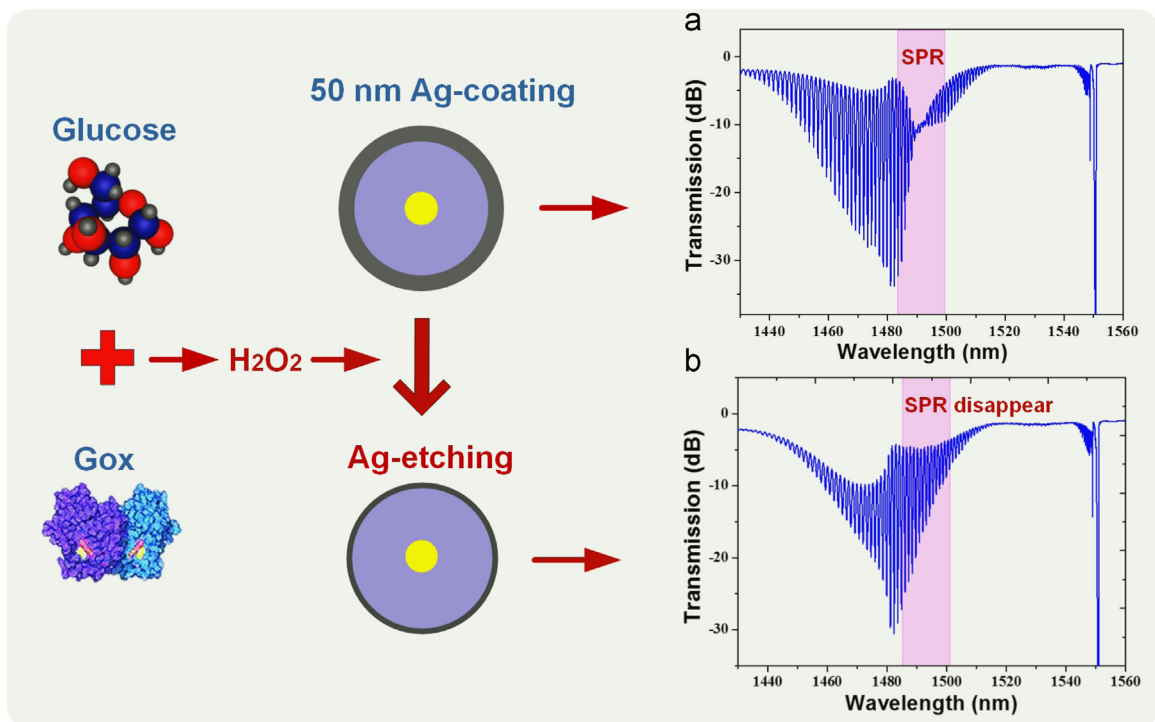 Glucose
50 nm Ag-coating
H2O2
Gox
Ag-etching
a
SPR
Transmission (dB)
0
-10
-20
-30
1440
1460
1480
1500
1520
1540
1560
Wavelength (nm)
b
SPR disappear
Transmission (dB)
0
-10
-20
-30
1440
1460
1480
1500
1520
1540
1560
Wavelength (nm)